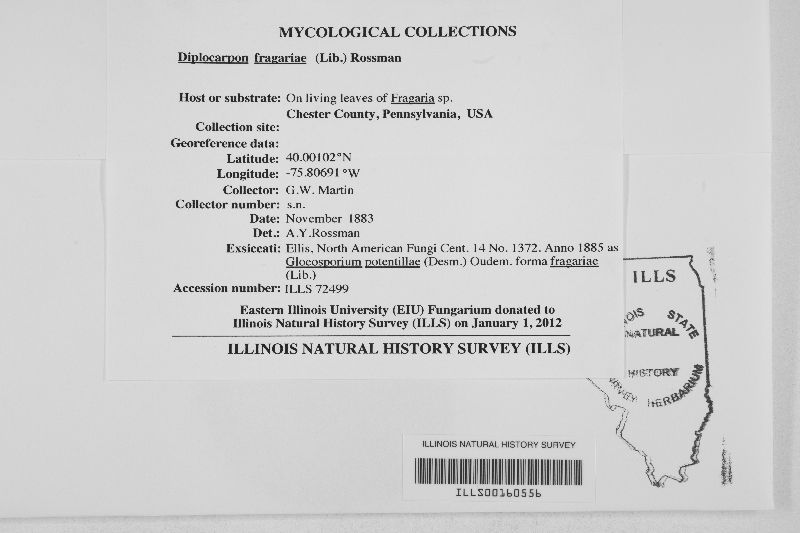 MYCOLOGICAL COLLECTIONS
Diplocarpon fragariae (Lib.) Rossman
Host or substrate: On living leaves of Fragaria sp.
Chester County, Pennsylvania, USA
Collection site:
Georeference data:
Latitude: 40.00102°N
Longitude: -75.80691°W
Collector: G.W. Martin
Collector number: s.n.
Date: November 1883
Det.: A.Y.Rossman
Exsiccati: Ellis, North American Fungi Cent. 14 No. 1372. Anno 1885 as
Gloeosporium potentillae (Desm.) Oudem. forma fragariae
(Lib.)
Accession number: ILLS 72499
Eastern Illinois University (EIU) Fungarium donated to
Illinois Natural History Survey (ILLS) on January 1, 2012
ILLINOIS NATURAL HISTORY SURVEY (ILLS)
ILLS
STATE
NATURAL
HISTORY
HERBARIUM
ILLINOIS NATURAL HISTORY SURVEY
ILLS00160556